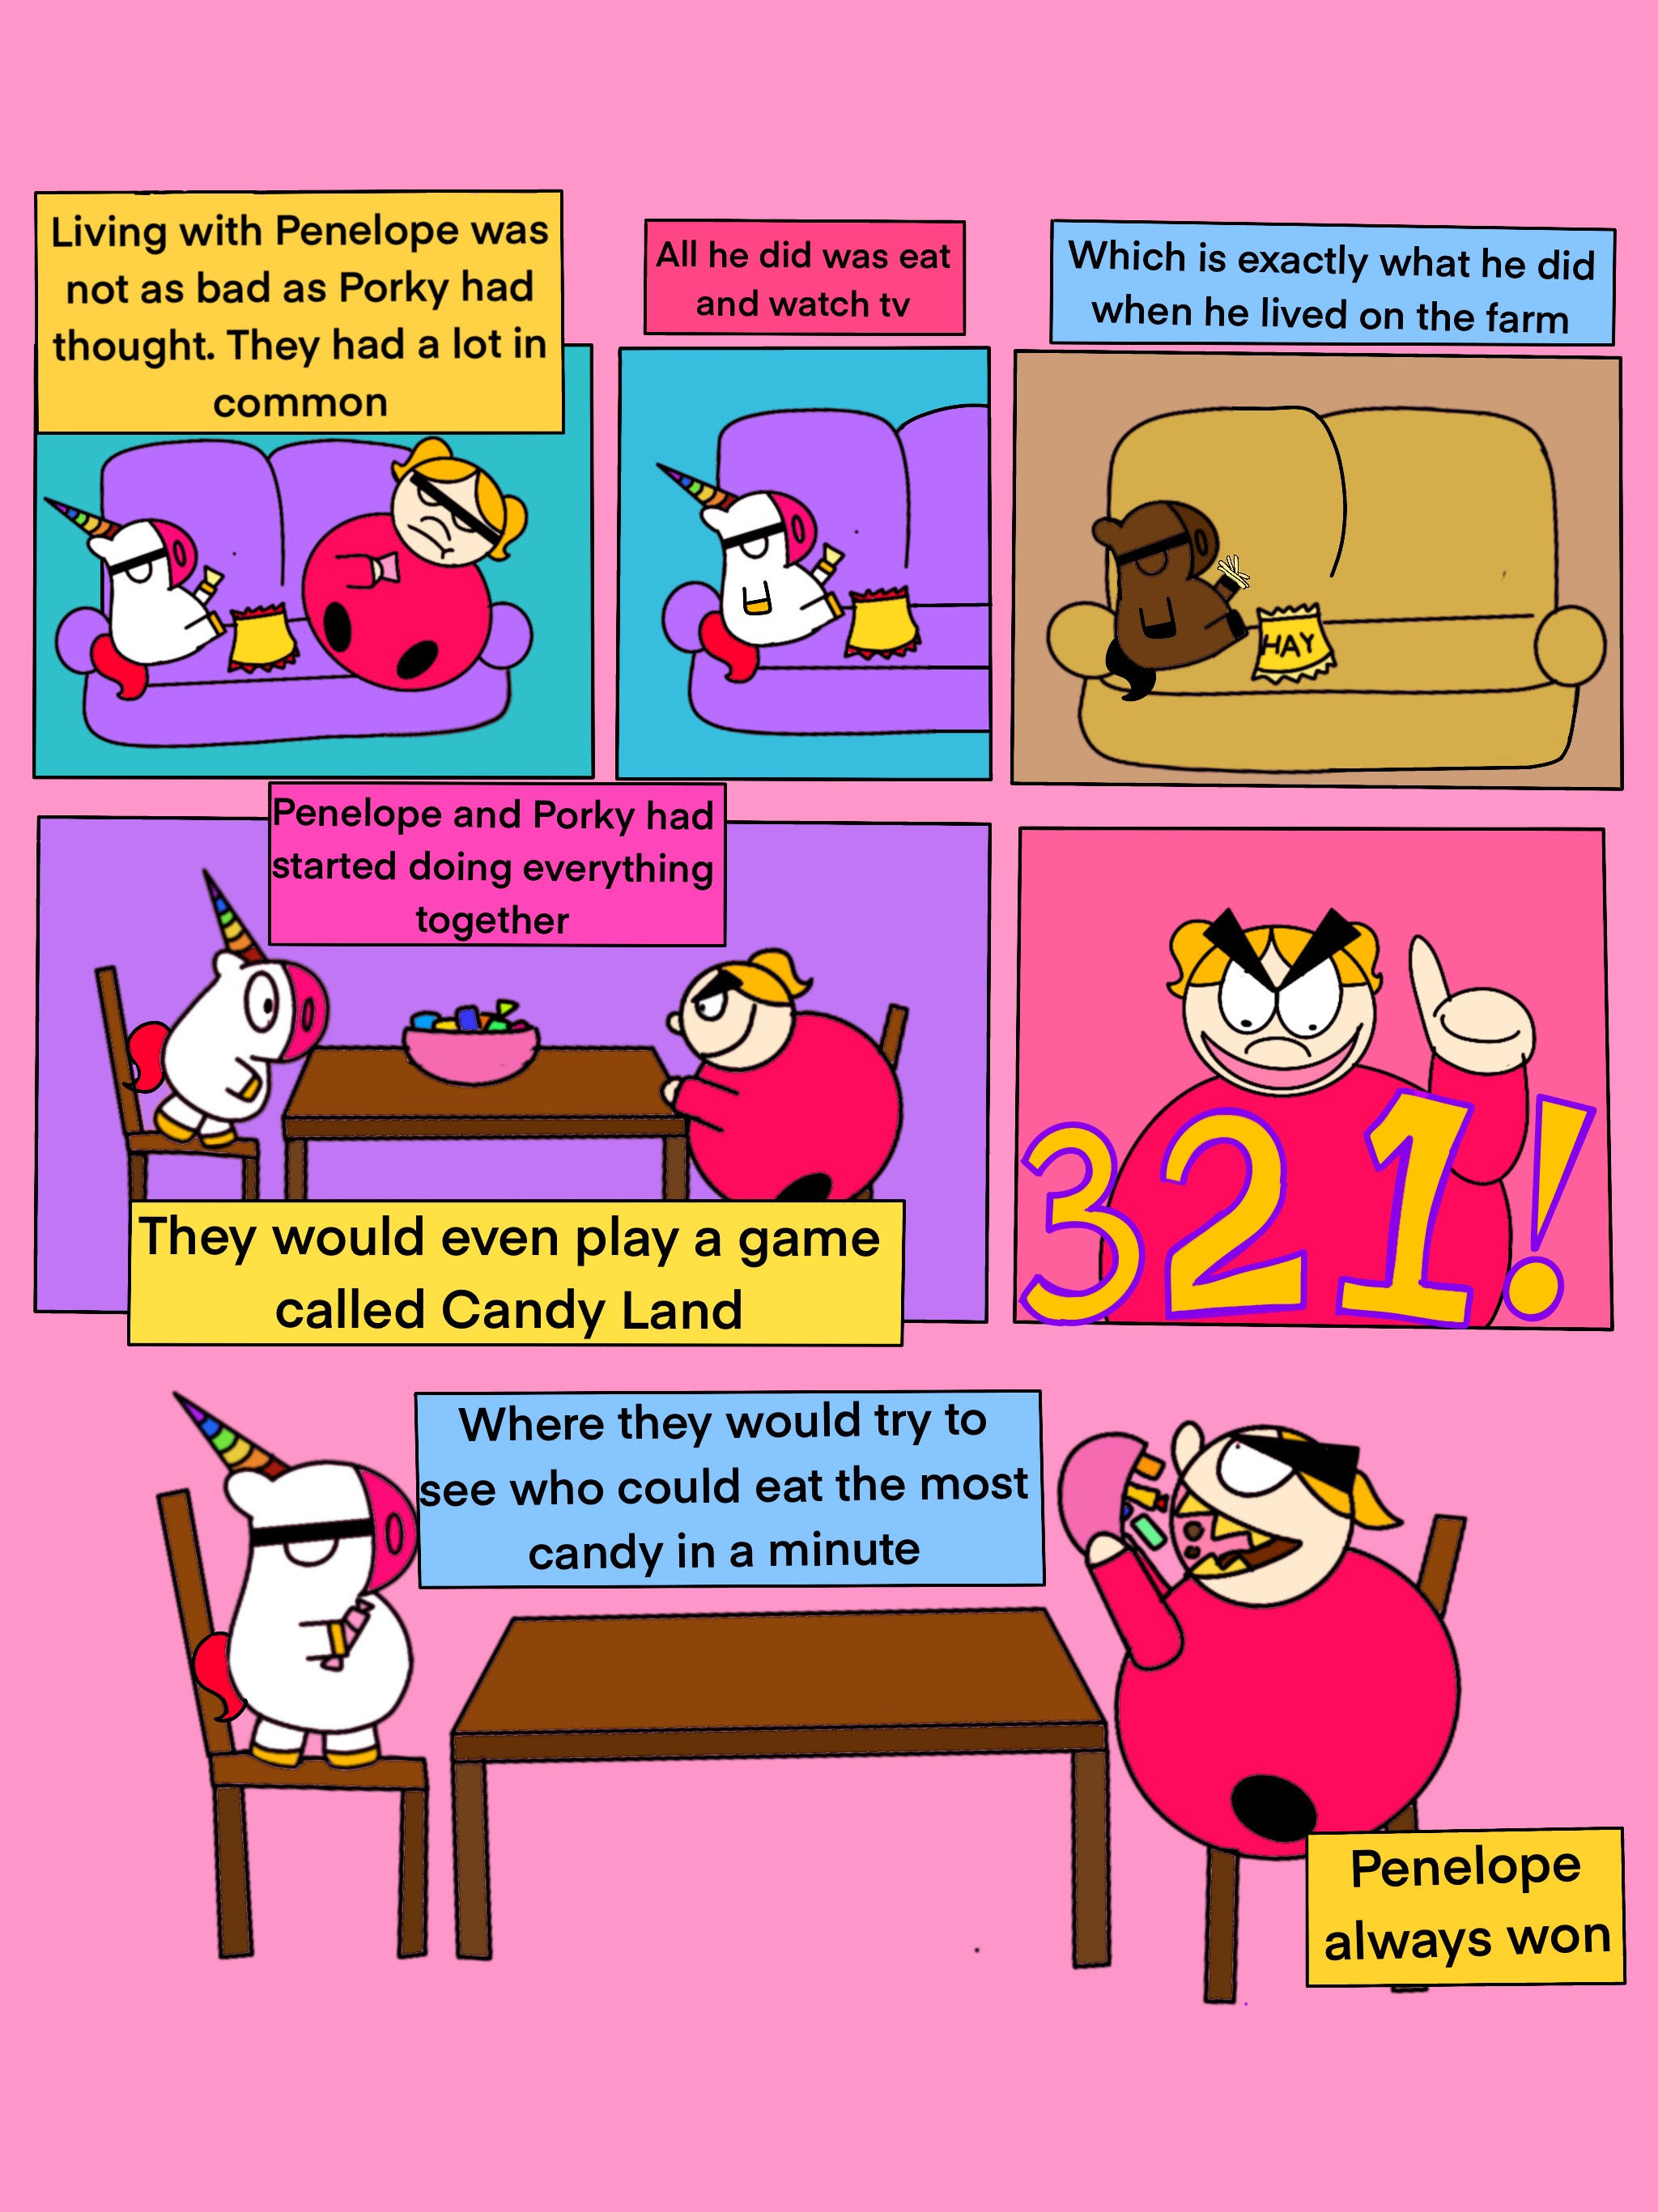 Living with Penelope was
not as bad as Porky had
thought. They had a lot in
common
All he did was eat
and watch tv
Which is exactly what he did
when he lived on the farm
HAY
Penelope and Porky had
started doing everything
together
They would even play a game
called Candy Land
321!
Where they would try to
see who could eat the most
candy in a minute
Penelope
always won